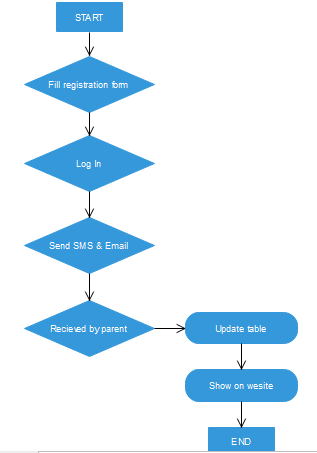 START
Fill registration form
Log In
Send SMS & Email
Recieved by parent
Update table
Show on wesite
END